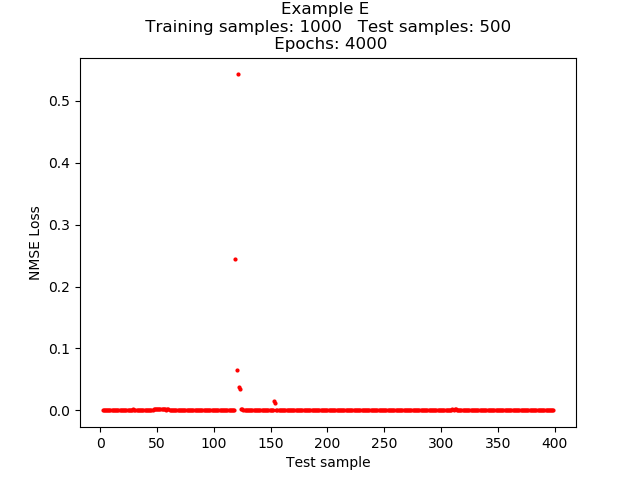 Example E
Training samples: 1000   Test samples: 500
Epochs: 4000
0.5
0.4
0.3
0.2
0.1
0.0
NMSE Loss
0 50 100 150 200 250 300 350 400
Test sample